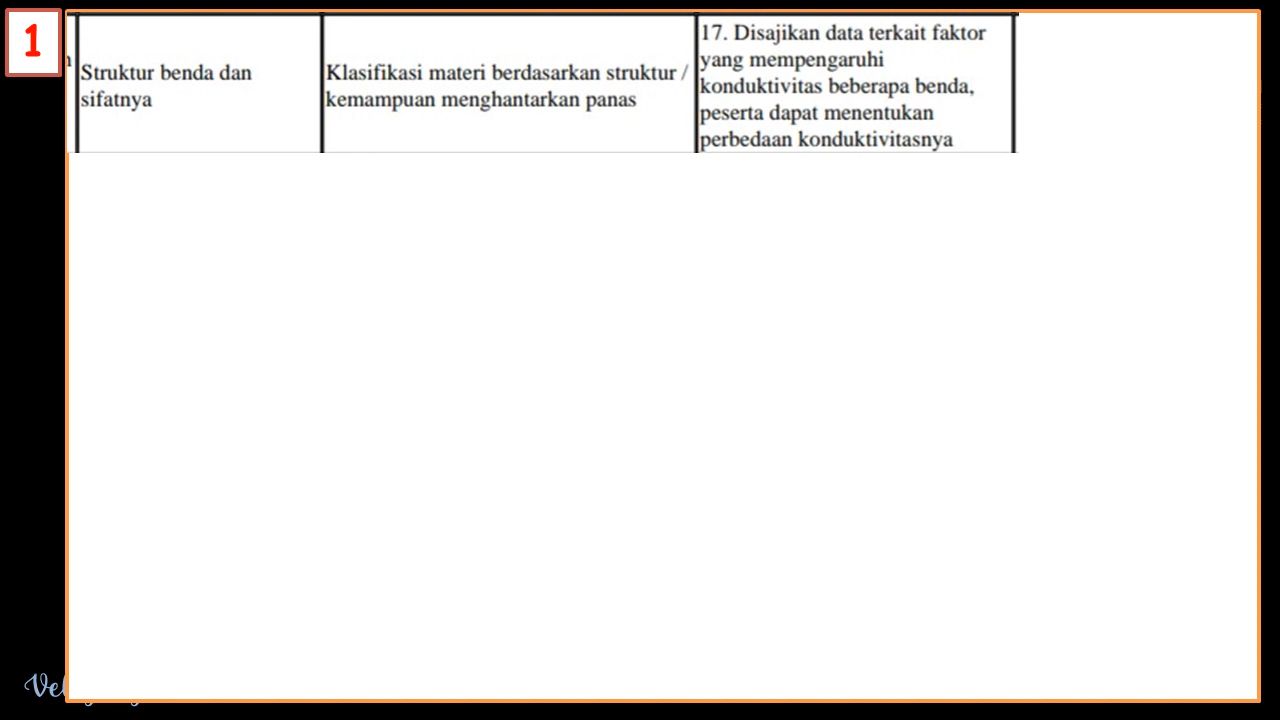 1
Struktur benda dan
sifatnya
Klasifikasi materi berdasarkan struktur /
kemampuan menghantarkan panas
17. Disajikan data terkait faktor
yang mempengaruhi
konduktivitas beberapa benda,
peserta dapat menentukan
perbedaan konduktivitasnya